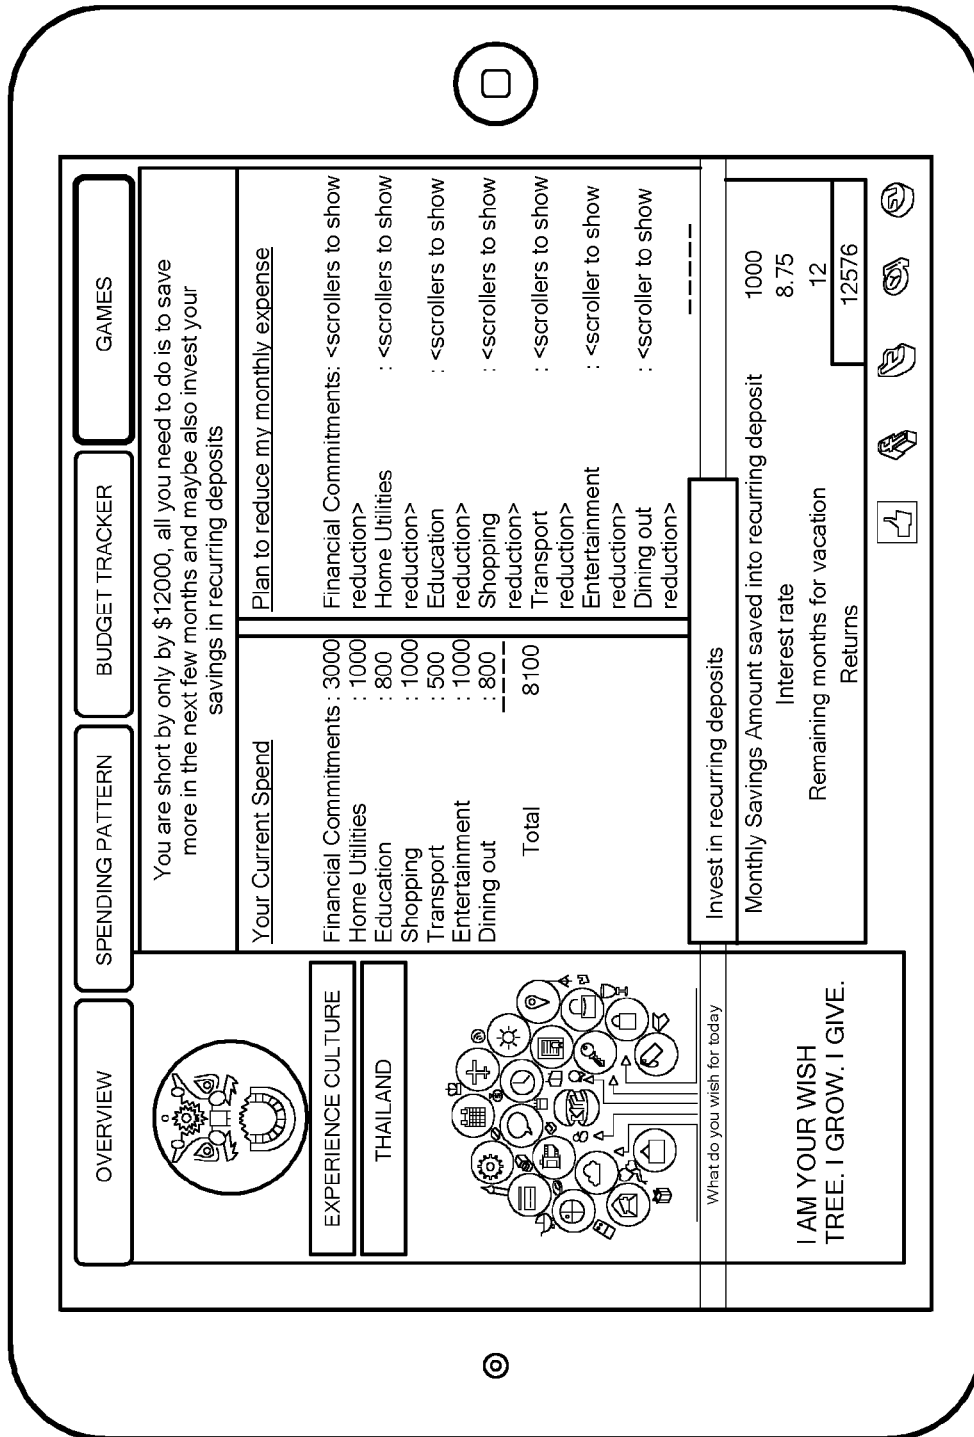 OVERVIEW
SPENDING PATTERN
BUDGET TRACKER
GAMES
EXPERIENCE CULTURE
THAILAND
What do you wish for today
I AM YOUR WISH
TREE. I GROW. I GIVE.
You are short by only by $12000, all you need to do is to save
more in the next few months and maybe also invest your
savings in recurring deposits
Your Current Spend
Financial Commitments : 3000
Home Utilities : 1000
Education : 800
Shopping : 1000
Transport : 500
Entertainment : 1000
Dining out : 800
Total 8100
Plan to reduce my monthly expense
Financial Commitments: <scrollers to show
reduction>
Home Utilities : <scrollers to show
reduction>
Education : <scrollers to show
reduction>
Shopping : <scrollers to show
reduction>
Transport : <scrollers to show
reduction>
Entertainment : <scroller to show
reduction>
Dining out : <scroller to show
reduction>
Invest in recurring deposits
Monthly Savings Amount saved into recurring deposit 1000
Interest rate 8.75
Remaining months for vacation 12
Returns 12576